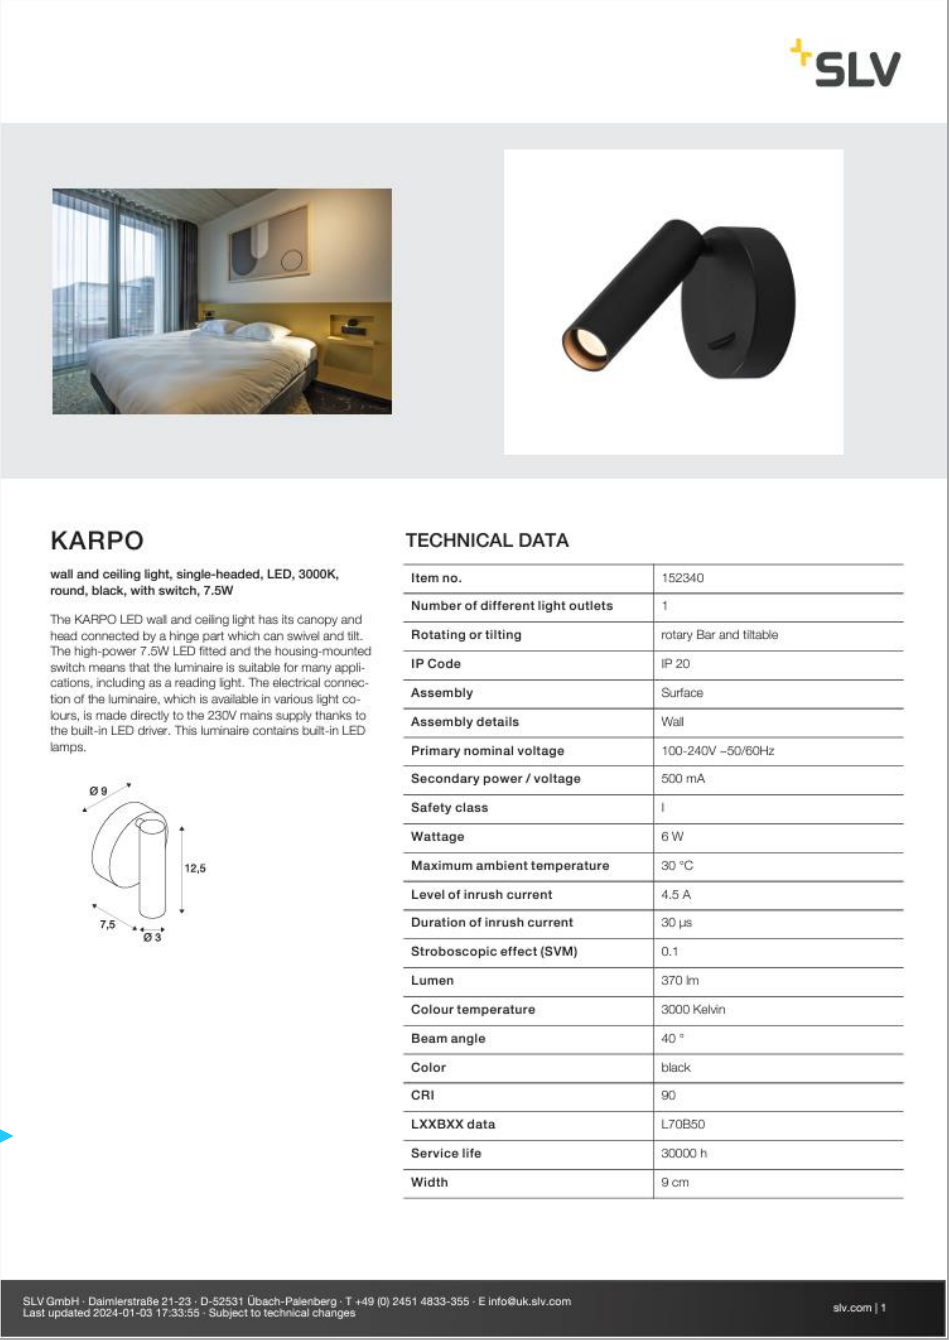 SLV
KARPO
wall and ceiling light, single-headed, LED, 3000K,
round, black, with switch, 7.5W
The KARPO LED wall and ceiling light has its canopy and
head connected by a hinge part which can swivel and tilt.
The high-power 7.5W LED fitted and the housing-mounted
switch means that the luminaire is suitable for many appli-
cations, including as a reading light. The electrical connec-
tion of the luminaire, which is available in various light co-
lours, is made directly to the 230V mains supply thanks to
the built-in LED driver. This luminaire contains built-in LED
lamps.
Ø 9
12,5
7,5
Ø 3
TECHNICAL DATA
Item no. 152340
Number of different light outlets 1
Rotating or tilting rotary Bar and tiltable
IP Code IP 20
Assembly Surface
Assembly details Wall
Primary nominal voltage 100-240V ~50/60Hz
Secondary power / voltage 500 mA
Safety class I
Wattage 6 W
Maximum ambient temperature 30 °C
Level of inrush current 4.5 A
Duration of inrush current 30 µs
Stroboscopic effect (SVM) 0.1
Lumen 370 lm
Colour temperature 3000 Kelvin
Beam angle 40 °
Color black
CRI 90
LXXBXX data L70B50
Service life 30000 h
Width 9 cm
SLV GmbH · Daimlerstraße 21-23 · D-52531 Übach-Palenberg · T +49 (0) 2451 4833-355 · E info@uk.slv.com
Last updated 2024-01-03 17:33:55 · Subject to technical changes
slv.com | 1